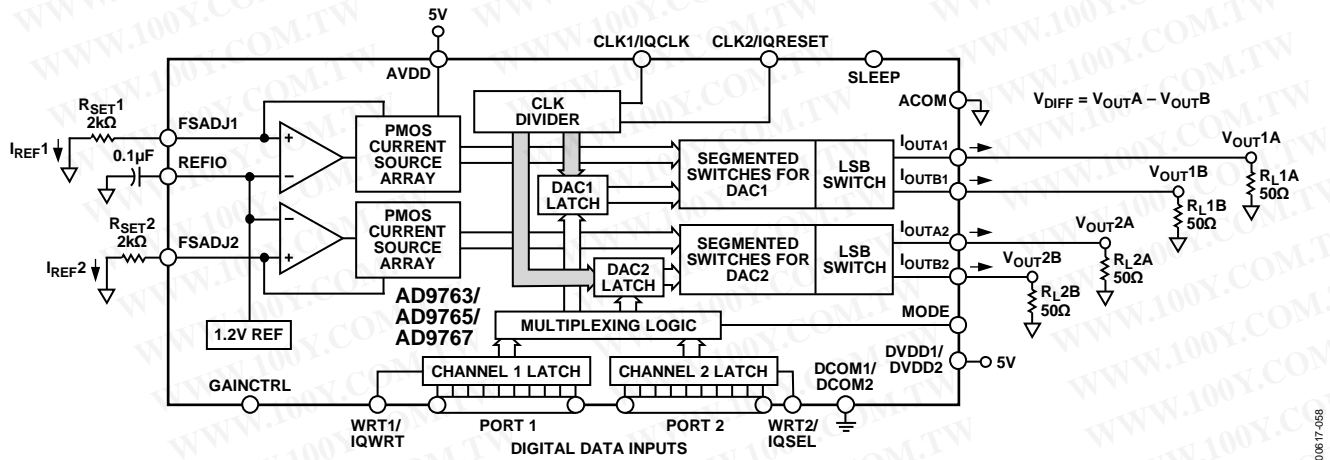 5V
CLK1/IQCLK
CLK2/IQRESET
AVDD
SLEEP
RSET1
2kΩ
FSADJ1
IREF1
0.1µF
REFIO
RSET2
2kΩ
FSADJ2
IREF2
PMOS
CURRENT
SOURCE
ARRAY
PMOS
CURRENT
SOURCE
ARRAY
CLK
DIVIDER
DAC1
LATCH
DAC2
LATCH
SEGMENTED
SWITCHES FOR
DAC1
LSB
SWITCH
SEGMENTED
SWITCHES FOR
DAC2
LSB
SWITCH
ACOM
VDIFF = VOUTA – VOUTB
IOUTA1
IOUTB1
IOUTA2
IOUTB2
VOUT1A
VOUT1B
VOUT2A
VOUT2B
RL1A
50Ω
RL1B
50Ω
RL2A
50Ω
RL2B
50Ω
AD9763/
AD9765/
AD9767
1.2V REF
MULTIPLEXING LOGIC
MODE
CHANNEL 1 LATCH
CHANNEL 2 LATCH
DVDD1/
DVDD2
5V
DCOM1/
DCOM2
GAINCTRL
WRT1/
IQWRT
PORT 1
PORT 2
WRT2/
IQSEL
DIGITAL DATA INPUTS
00617-058
WWW.100Y.COM.TW